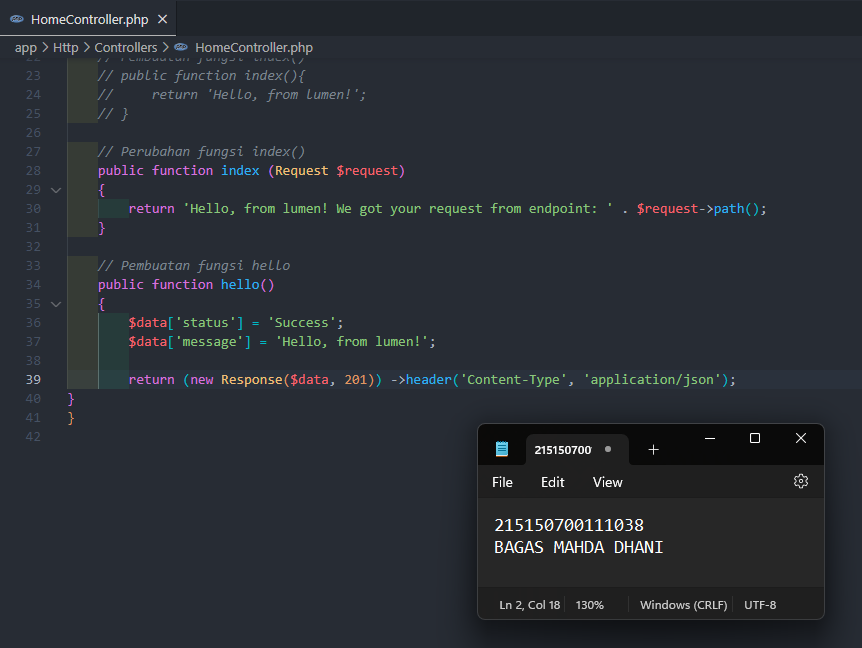 HomeController.php
app > Http > Controllers > HomeController.php
22 // Pembuatan fungsi index()
23 // public function index(){
24 //     return 'Hello, from lumen!';
25 // }
26
27 // Perubahan fungsi index()
28 public function index (Request $request)
29 {
30 return 'Hello, from lumen! We got your request from endpoint: ' . $request->path();
31 }
32
33 // Pembuatan fungsi hello
34 public function hello()
35 {
36 $data['status'] = 'Success';
37 $data['message'] = 'Hello, from lumen!';
38
39 return (new Response($data, 201)) ->header('Content-Type', 'application/json');
40 }
41 }
42
215150700
File Edit View
215150700111038
BAGAS MAHDA DHANI
Ln 2, Col 18 130% Windows (CRLF) UTF-8